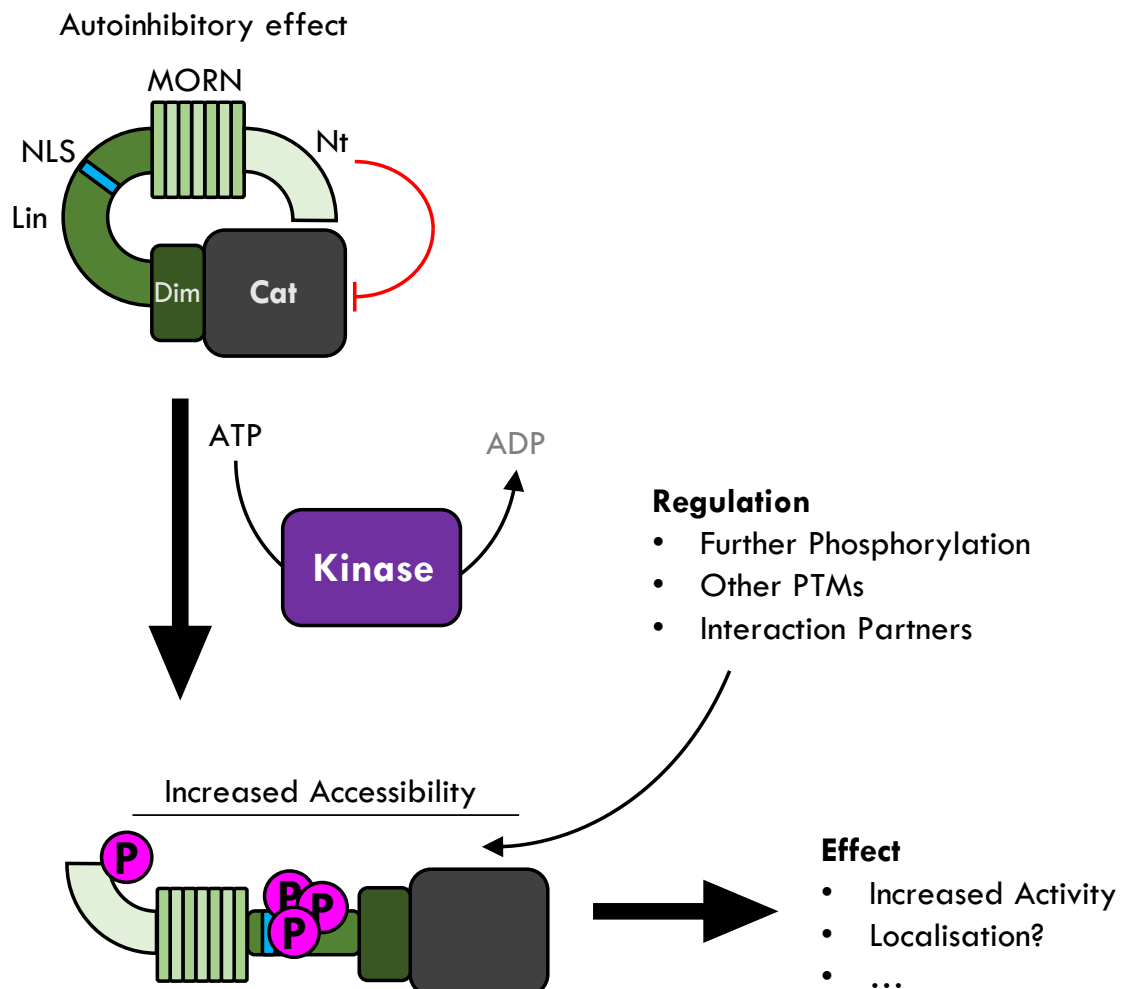 Autoinhibitory effect
MORN
Nt
NLS
Lin
Dim
Cat
ATP
ADP
Kinase
Regulation
• Further Phosphorylation
• Other PTMs
• Interaction Partners
Increased Accessibility
P
P
P
P
Effect
• Increased Activity
• Localisation?
• ...